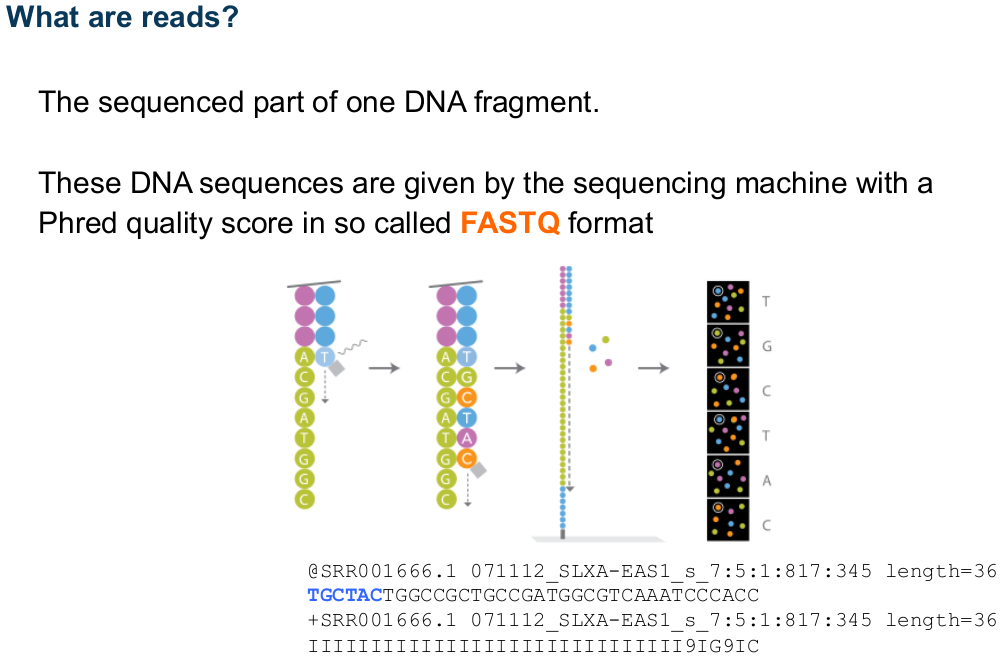 What are reads?
The sequenced part of one DNA fragment.
These DNA sequences are given by the sequencing machine with a
Phred quality score in so called FASTQ format
A T
C
G
A
T
G
G
C
A T
C G
G C
A T
T A
G C
G
C
T
G
C
T
A
C
@SRR001666.1 071112_SLXA-EAS1_s_7:5:1:817:345 length=36
TGCTACTGGCCGCTGCCGATGGCGTCAAATCCCACC
+SRR001666.1 071112_SLXA-EAS1_s_7:5:1:817:345 length=36
IIIIIIIIIIIIIIIIIIIIIIIIIIIIII9IG9IC